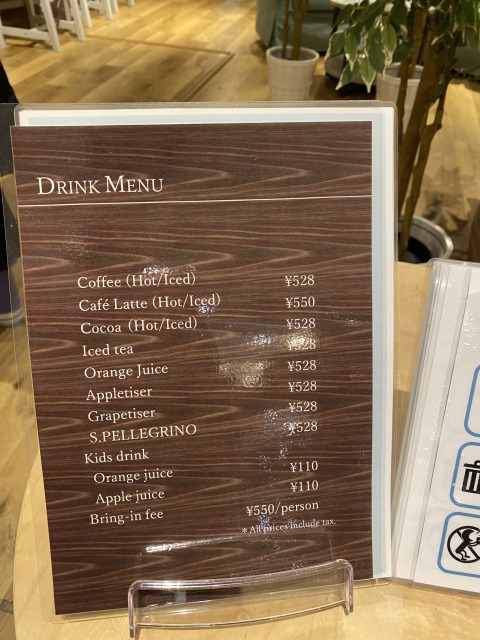 DRINK MENU
Coffee (Hot/Iced) ¥528
Café Latte (Hot/Iced) ¥550
Cocoa (Hot/Iced) ¥528
Iced tea ¥528
Orange Juice ¥528
Appletiser ¥528
Grapetiser ¥528
S.PELLEGRINO ¥528
Kids drink
Orange juice ¥110
Apple juice ¥110
Bring-in fee ¥550/person
* All prices include tax.